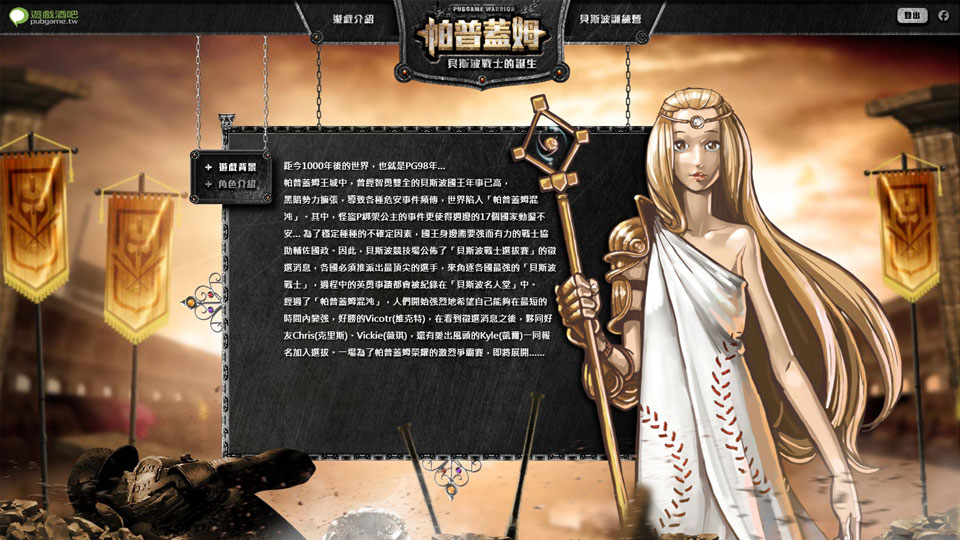 遊戲酒吧
pubgame.tw
遊戲介紹
PUBGAME WARRIOR
帕普蓋姆
貝斯波戰士的誕生
貝斯波訓練營
登出
+ 遊戲背景
+ 角色介紹
距今1000年後的世界，也就是PG98年...
帕普蓋姆王城中，曾經智勇雙全的貝斯波國王年事已高，
黑暗勢力擴張，導致各種危安事件頻傳，世界陷入「帕普蓋姆混
沌」。其中，怪盜P綁架公主的事件更使得週邊的17個國家動盪不
安... 為了穩定種種的不確定因素，國王身邊需要強而有力的戰士協
助輔佐國政。因此，貝斯波競技場公佈了「貝斯波戰士選拔賽」的徵
選消息，各國必須推派出最頂尖的選手，來角逐各國最強的「貝斯波
戰士」，過程中的英勇事蹟都會被紀錄在「貝斯波名人堂」中。
經過了「帕普蓋姆混沌」，人們開始強烈地希望自己能夠在最短的
時間內變強，好勝的Vicotr(維克特)，在看到徵選消息之後，夥同好
友Chris(克里斯)、Vickie(薇琪)，還有愛出風頭的Kyle(凱爾)一同報
名加入選拔。一場為了帕普蓋姆榮耀的激烈爭霸賽，即將展開......